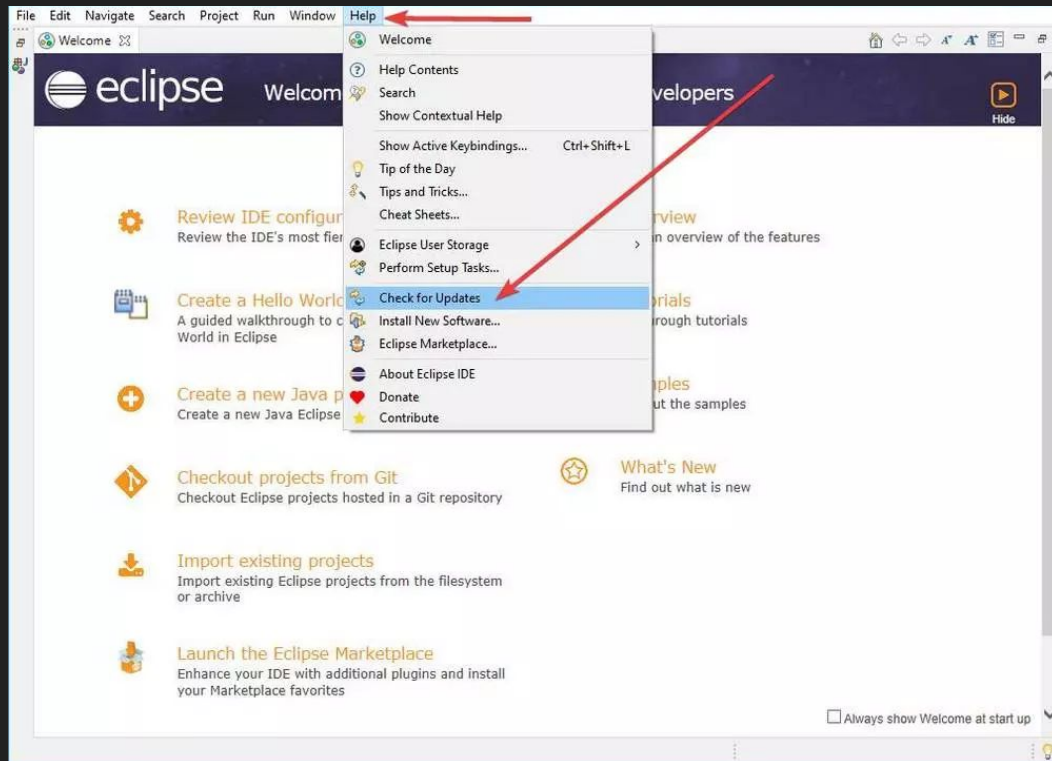 File Edit Navigate Search Project Run Window Help
Welcome
eclipse Welcom velopers
Hide
Welcome
Help Contents
Search
Show Contextual Help
Show Active Keybindings... Ctrl+Shift+L
Tip of the Day
Tips and Tricks...
Cheat Sheets...
Eclipse User Storage
Perform Setup Tasks...
Check for Updates
Install New Software...
Eclipse Marketplace...
About Eclipse IDE
Donate
Contribute
Review IDE configur
Review the IDE's most fier
Create a Hello World
A guided walkthrough to c
World in Eclipse
Create a new Java p
Create a new Java Eclipse
Checkout projects from Git
Checkout Eclipse projects hosted in a Git repository
Import existing projects
Import existing Eclipse projects from the filesystem
or archive
Launch the Eclipse Marketplace
Enhance your IDE with additional plugins and install
your Marketplace favorites
rview
n overview of the features
orials
rough tutorials
ples
ut the samples
What's New
Find out what is new
Always show Welcome at start up